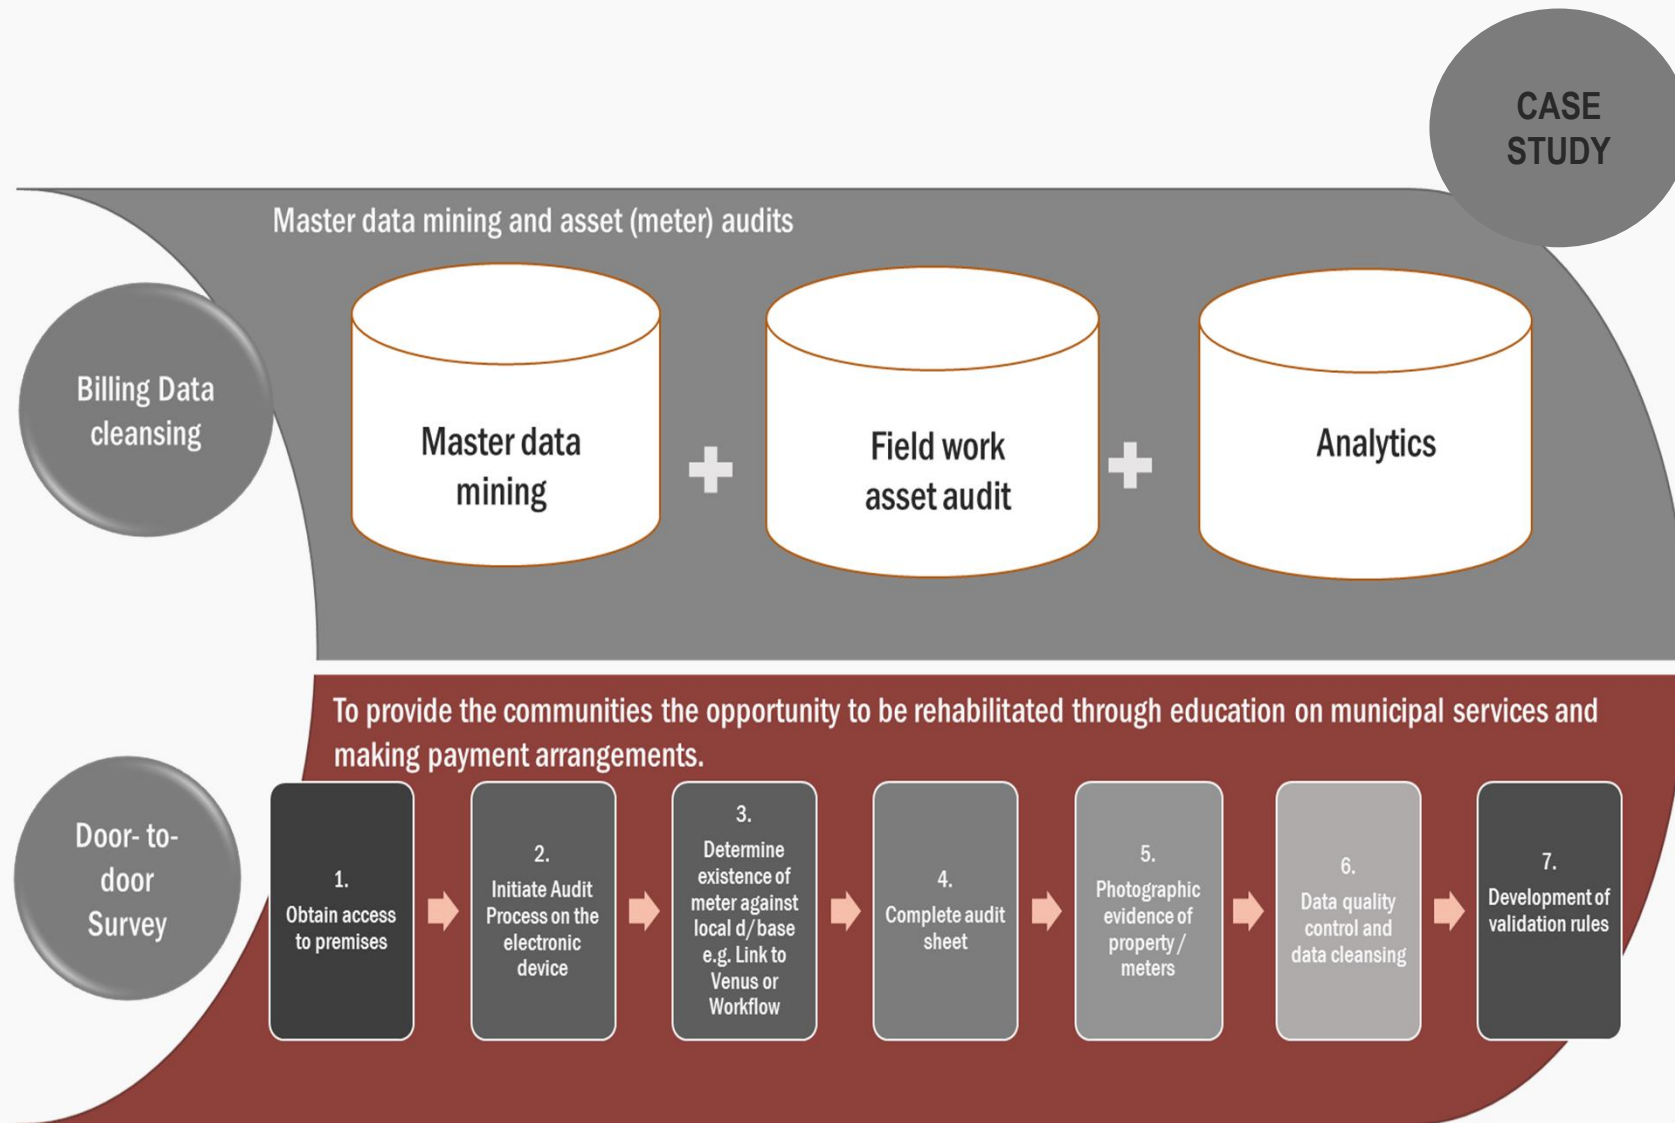 CASE
STUDY
Master data mining and asset (meter) audits
Billing Data
cleansing
Master data
mining
Field work
asset audit
Analytics
To provide the communities the opportunity to be rehabilitated through education on municipal services and
making payment arrangements.
Door- to-
door
Survey
1.
Obtain access
to premises
2.
Initiate Audit
Process on the
electronic
device
3.
Determine
existence of
meter against
local d/base
e.g. Link to
Venus or
Workflow
4.
Complete audit
sheet
5.
Photographic
evidence of
property /
meters
6.
Data quality
control and
data cleansing
7.
Development of
validation rules